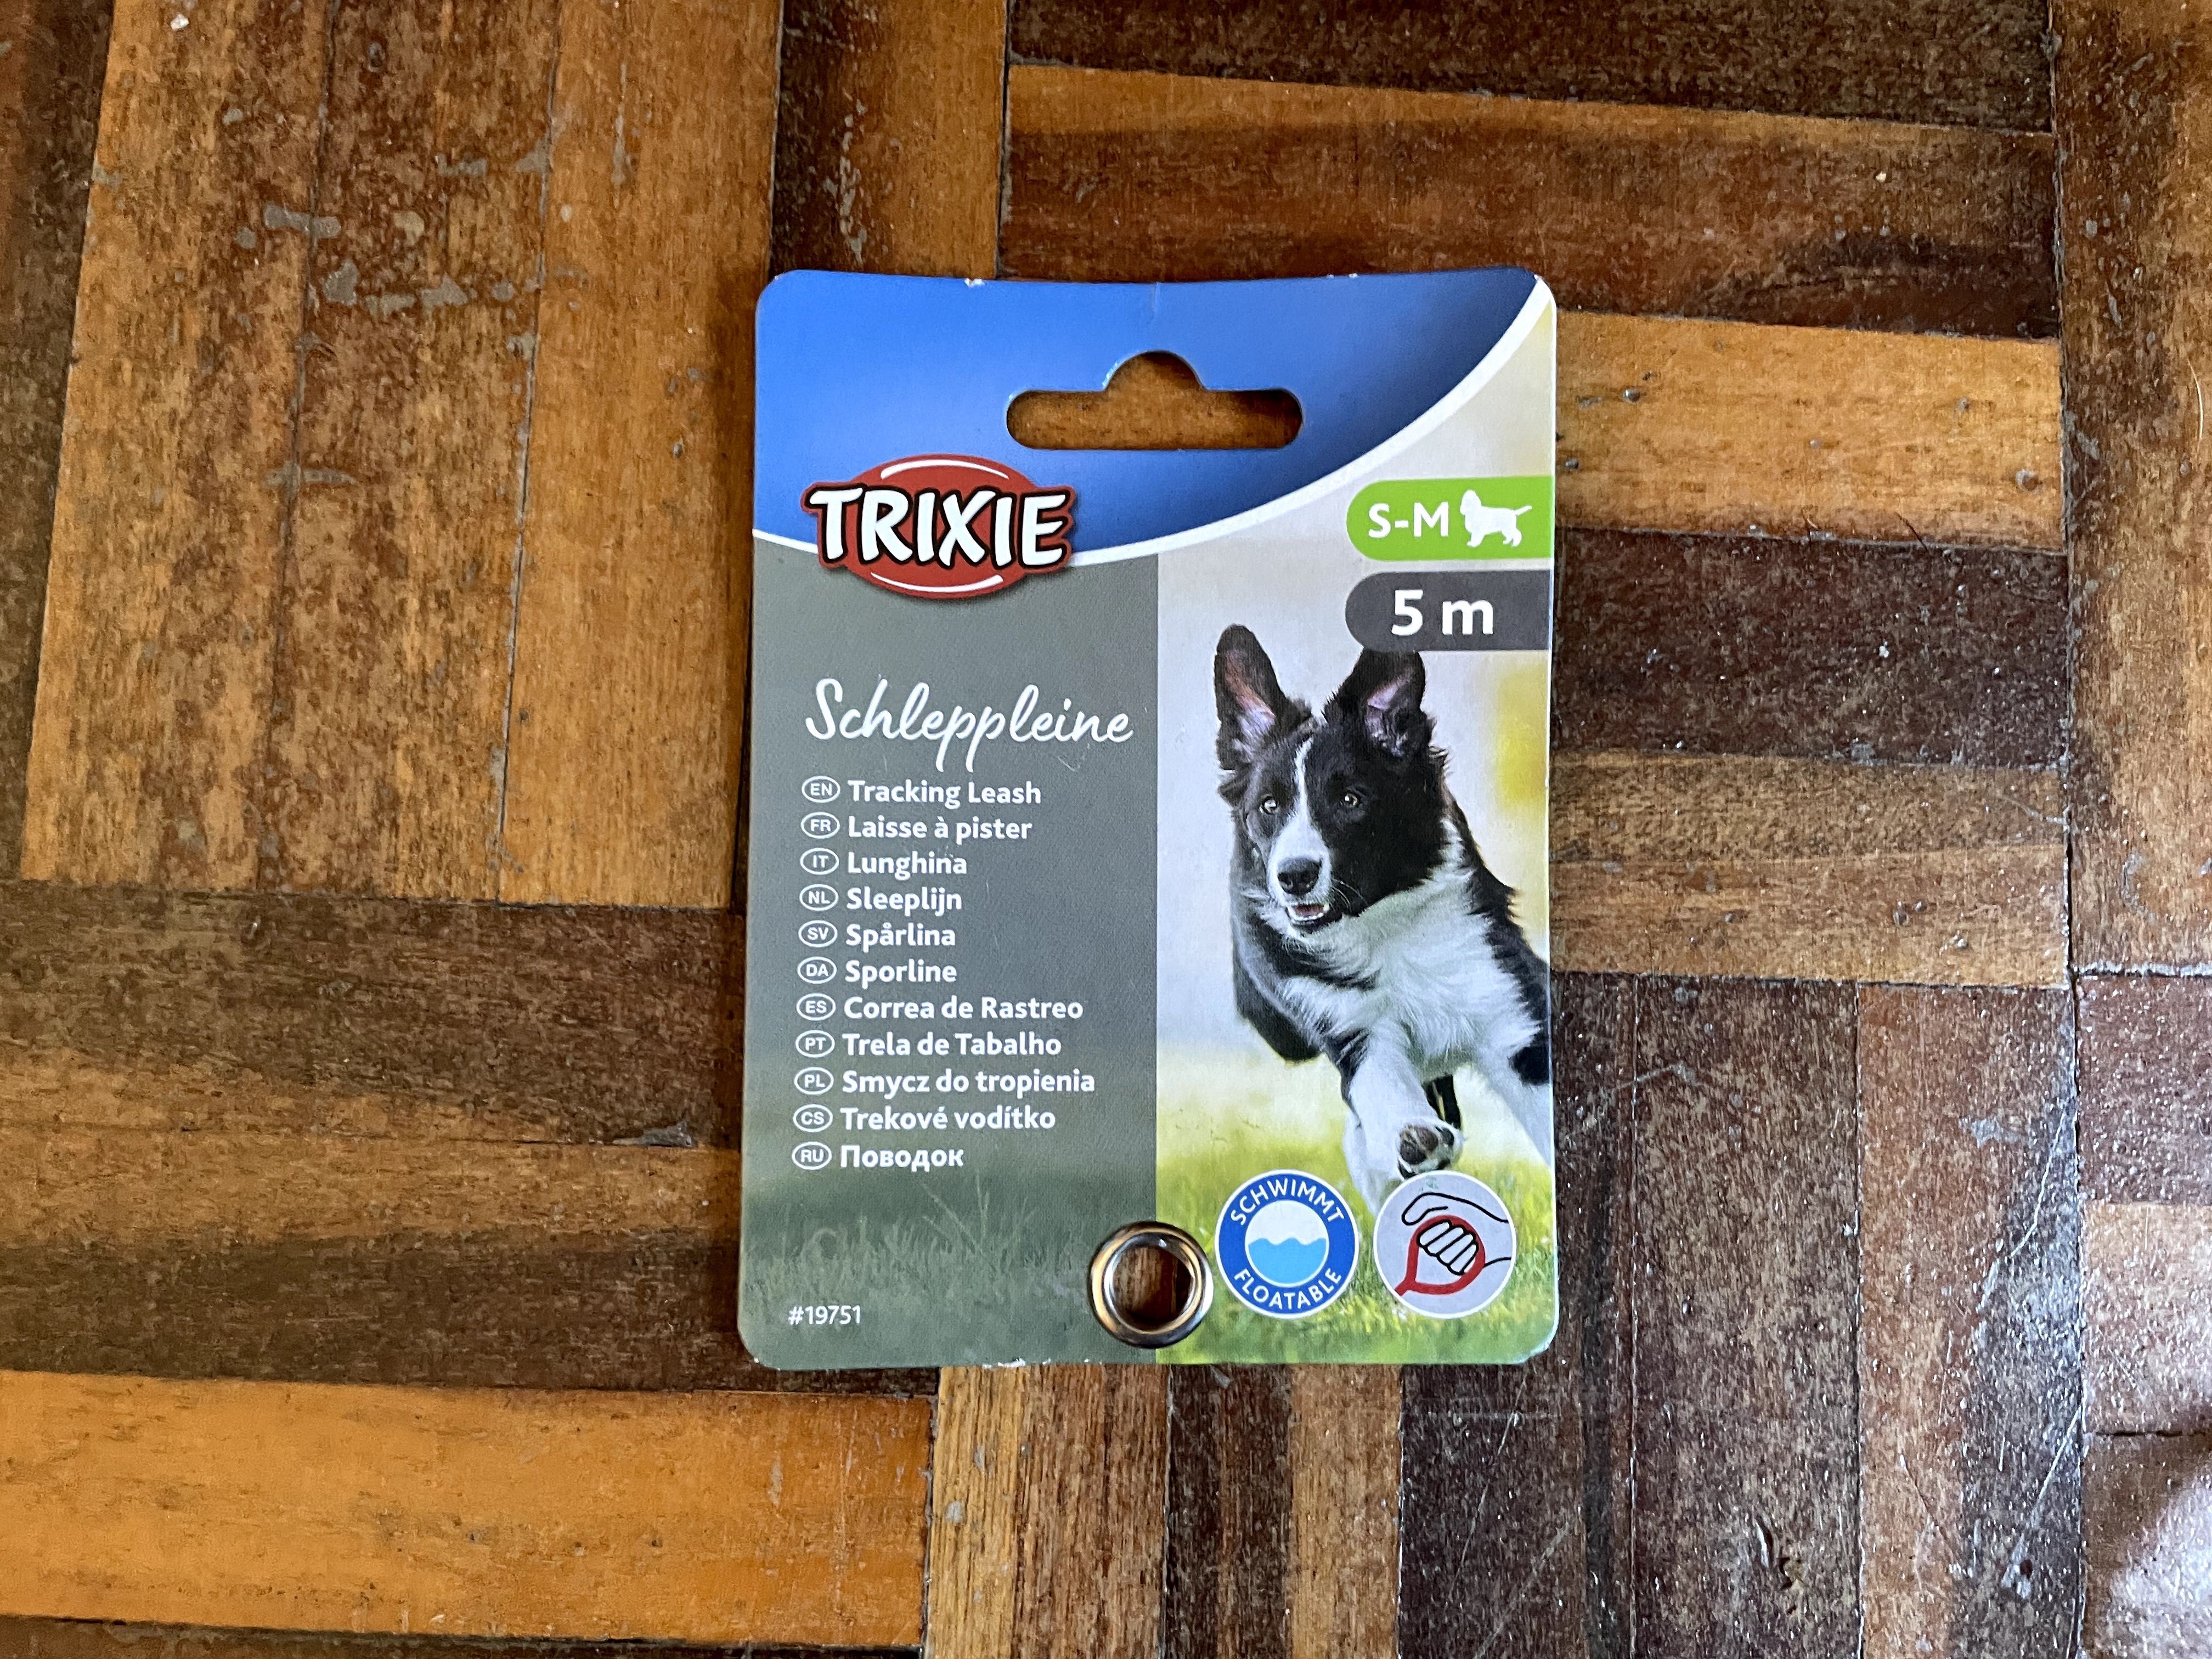 TRIXIE
S-M
5 m
Schleppleine
EN Tracking Leash
FR Laisse à pister
IT Lunghina
NL Sleeplijn
SV Spårlina
DA Sporline
ES Correa de Rastreo
PT Trela de Tabalho
PL Smycz do tropienia
CS Trekové vodítko
RU Поводок
SCHWIMMT
FLOATABLE
#19751